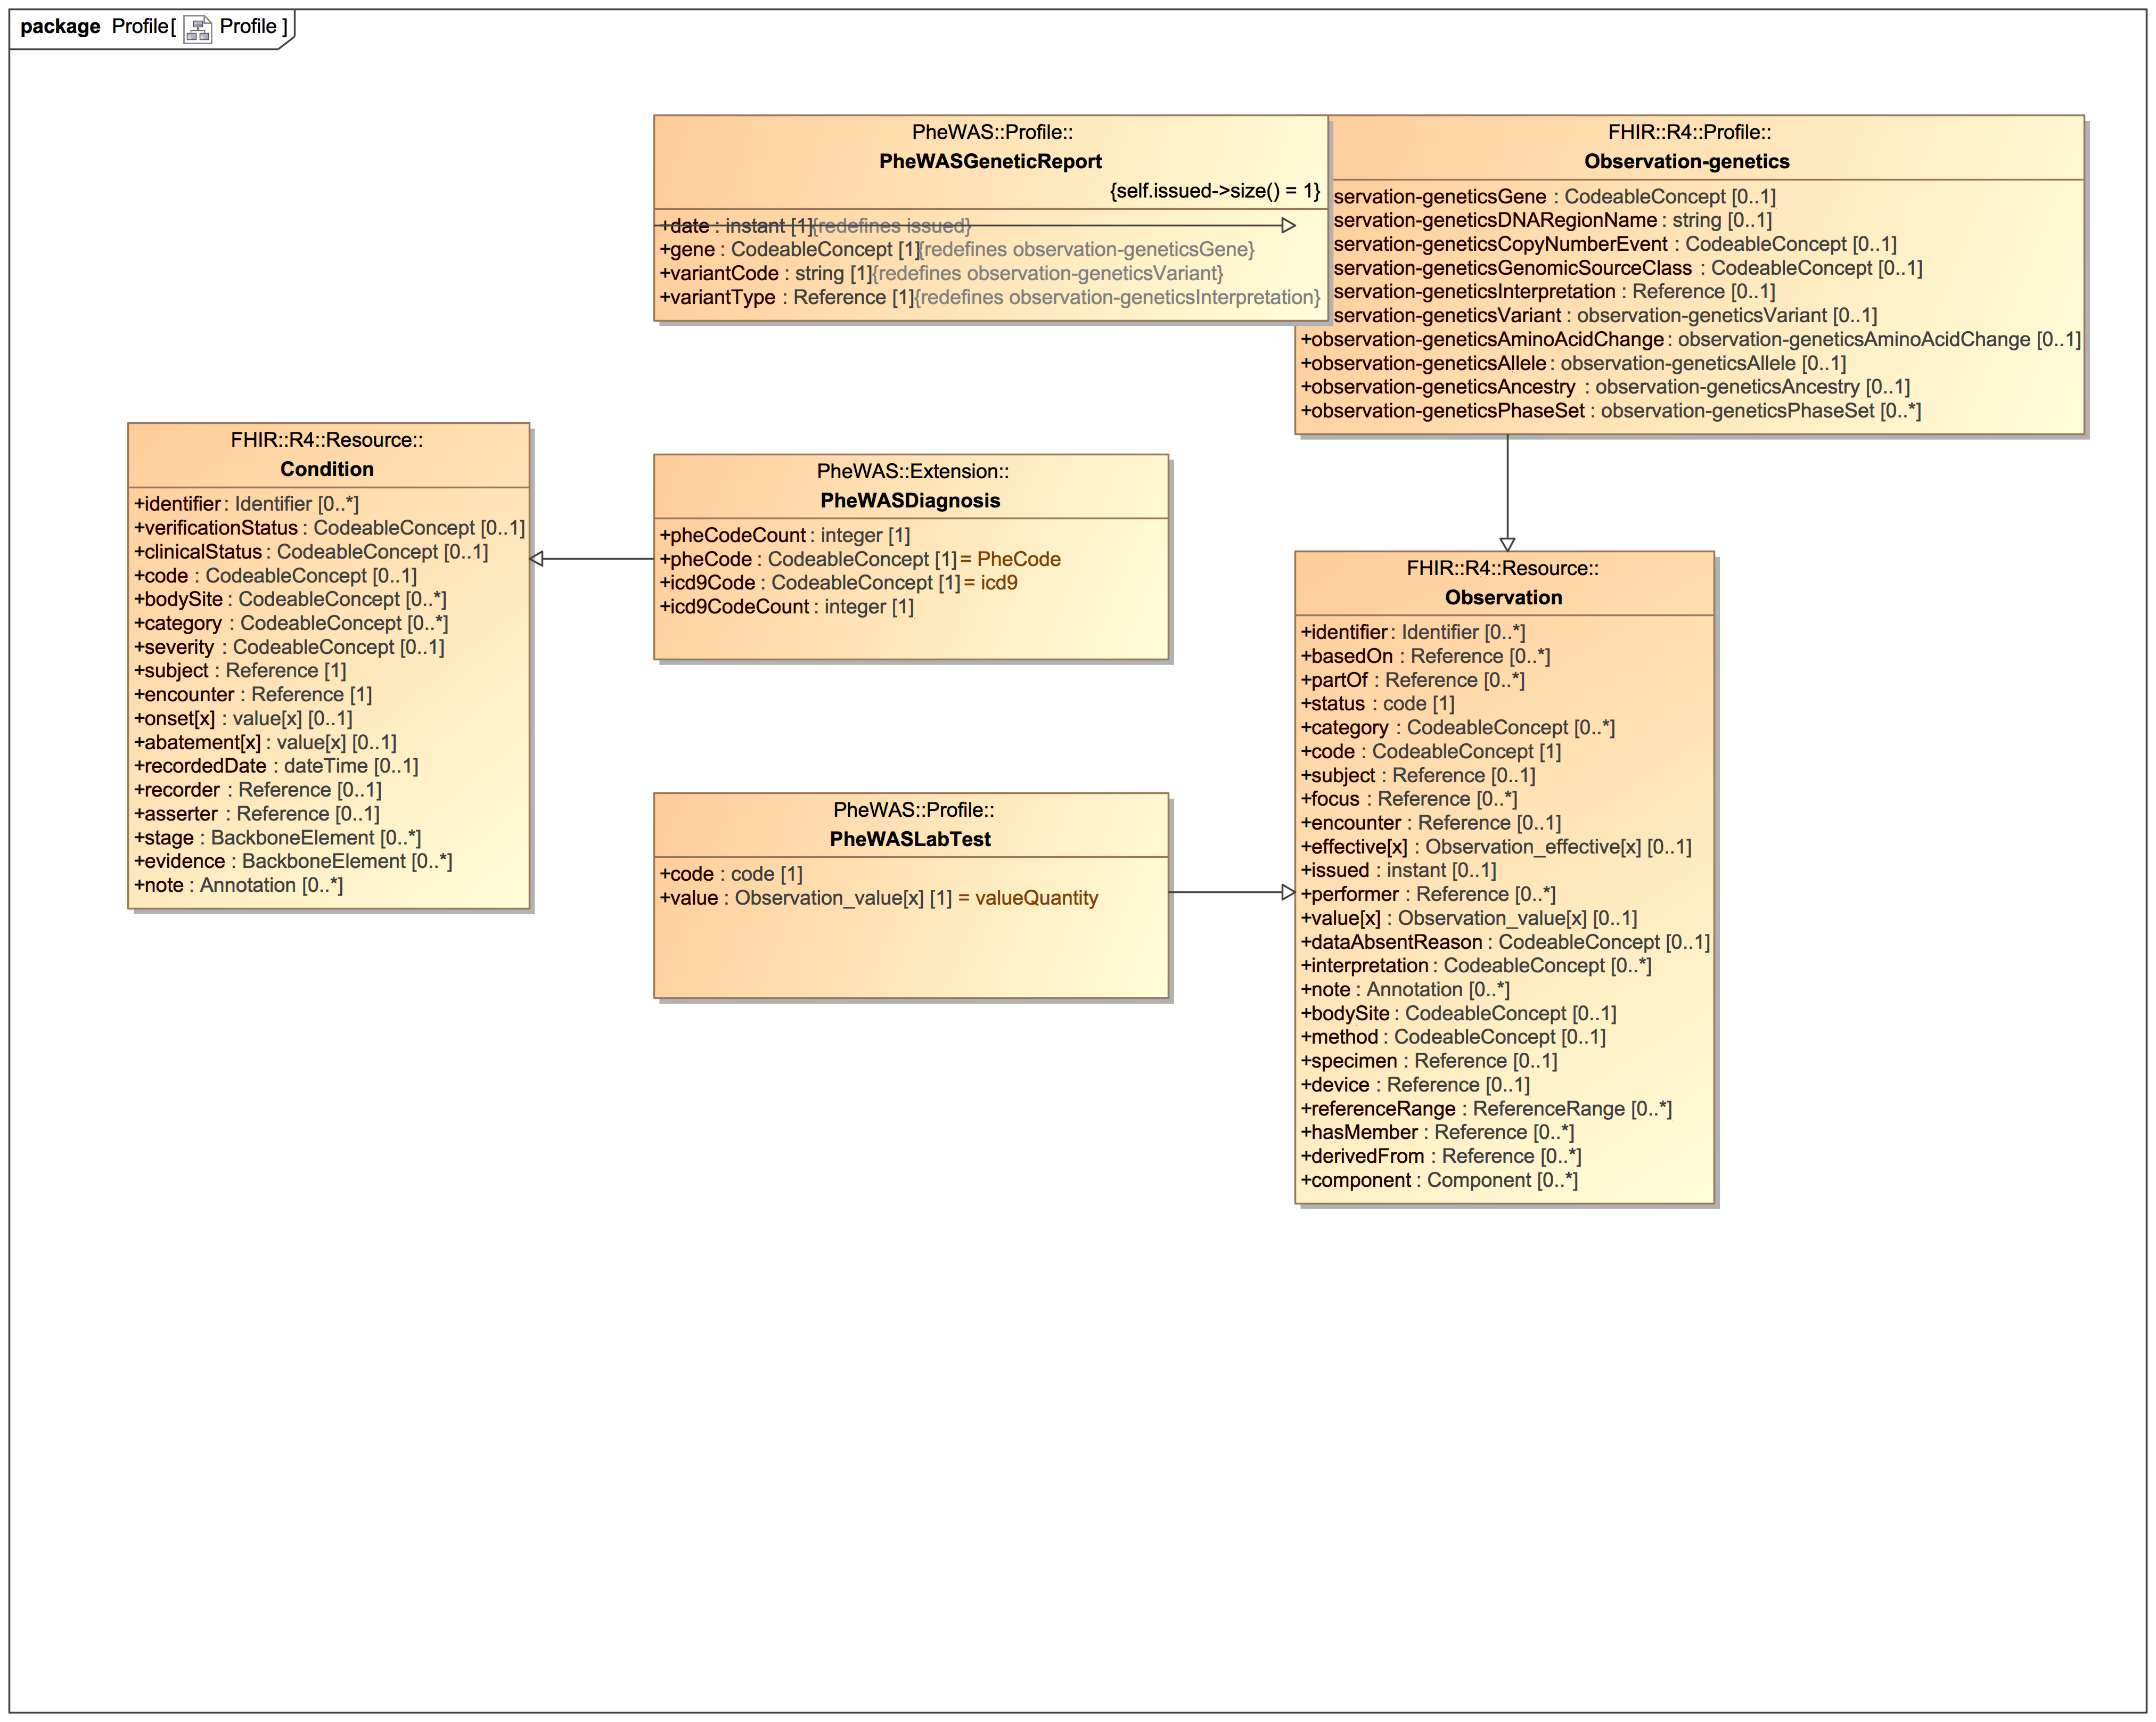 package Profile[ Profile ]
PheWAS::Profile::
PheWASGeneticReport
{self.issued->size() = 1}
+date : instant [1]{redefines issued}
+gene : CodeableConcept [1]{redefines observation-geneticsGene}
+variantCode : string [1]{redefines observation-geneticsVariant}
+variantType : Reference [1]{redefines observation-geneticsInterpretation}
FHIR::R4::Profile::
Observation-genetics
servation-geneticsGene : CodeableConcept [0..1]
servation-geneticsDNARegionName : string [0..1]
servation-geneticsCopyNumberEvent : CodeableConcept [0..1]
servation-geneticsGenomicSourceClass : CodeableConcept [0..1]
servation-geneticsInterpretation : Reference [0..1]
servation-geneticsVariant : observation-geneticsVariant [0..1]
+observation-geneticsAminoAcidChange : observation-geneticsAminoAcidChange [0..1]
+observation-geneticsAllele : observation-geneticsAllele [0..1]
+observation-geneticsAncestry : observation-geneticsAncestry [0..1]
+observation-geneticsPhaseSet : observation-geneticsPhaseSet [0..*]
FHIR::R4::Resource::
Condition
+identifier : Identifier [0..*]
+verificationStatus : CodeableConcept [0..1]
+clinicalStatus : CodeableConcept [0..1]
+code : CodeableConcept [0..1]
+bodySite : CodeableConcept [0..*]
+category : CodeableConcept [0..*]
+severity : CodeableConcept [0..1]
+subject : Reference [1]
+encounter : Reference [1]
+onset[x] : value[x] [0..1]
+abatement[x] : value[x] [0..1]
+recordedDate : dateTime [0..1]
+recorder : Reference [0..1]
+asserter : Reference [0..1]
+stage : BackboneElement [0..*]
+evidence : BackboneElement [0..*]
+note : Annotation [0..*]
PheWAS::Extension::
PheWASDiagnosis
+pheCodeCount : integer [1]
+pheCode : CodeableConcept [1] = PheCode
+icd9Code : CodeableConcept [1] = icd9
+icd9CodeCount : integer [1]
PheWAS::Profile::
PheWASLabTest
+code : code [1]
+value : Observation_value[x] [1] = valueQuantity
FHIR::R4::Resource::
Observation
+identifier : Identifier [0..*]
+basedOn : Reference [0..*]
+partOf : Reference [0..*]
+status : code [1]
+category : CodeableConcept [0..*]
+code : CodeableConcept [1]
+subject : Reference [0..1]
+focus : Reference [0..*]
+encounter : Reference [0..1]
+effective[x] : Observation_effective[x] [0..1]
+issued : instant [0..1]
+performer : Reference [0..*]
+value[x] : Observation_value[x] [0..1]
+dataAbsentReason : CodeableConcept [0..1]
+interpretation : CodeableConcept [0..*]
+note : Annotation [0..*]
+bodySite : CodeableConcept [0..1]
+method : CodeableConcept [0..1]
+specimen : Reference [0..1]
+device : Reference [0..1]
+referenceRange : ReferenceRange [0..*]
+hasMember : Reference [0..*]
+derivedFrom : Reference [0..*]
+component : Component [0..*]